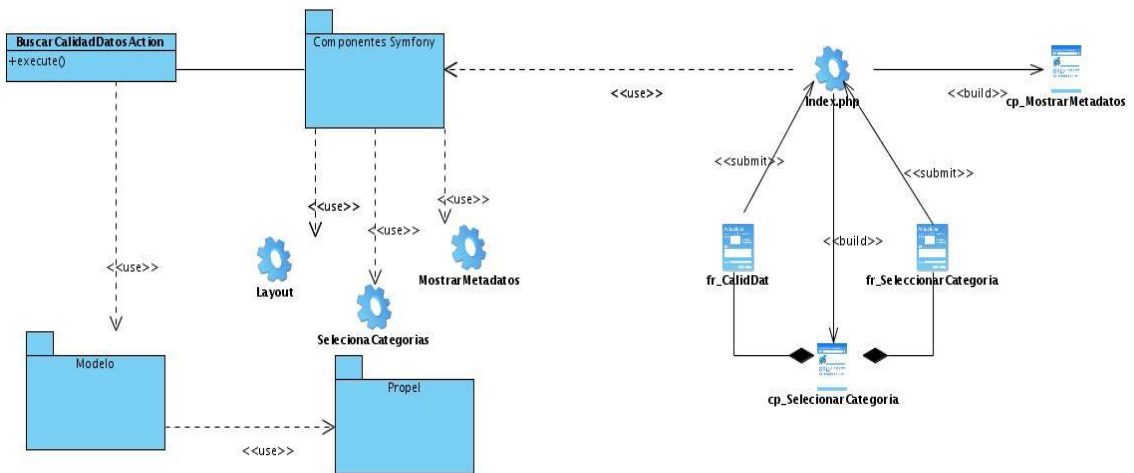 BuscarCalidadDatosAction
+execute()
Componentes Symfony
<<use>>
Index.php
<<build>>
cp_MostrarMetadatos
<<submit>>
<<submit>>
<<use>>
<<use>>
<<use>>
<<use>>
<<build>>
Layout
MostrarMetadatos
fr_CalidDat
fr_SeleccionarCategoria
SelecionaCategorias
Modelo
Propel
cp_SelecionarCategoria
<<use>>